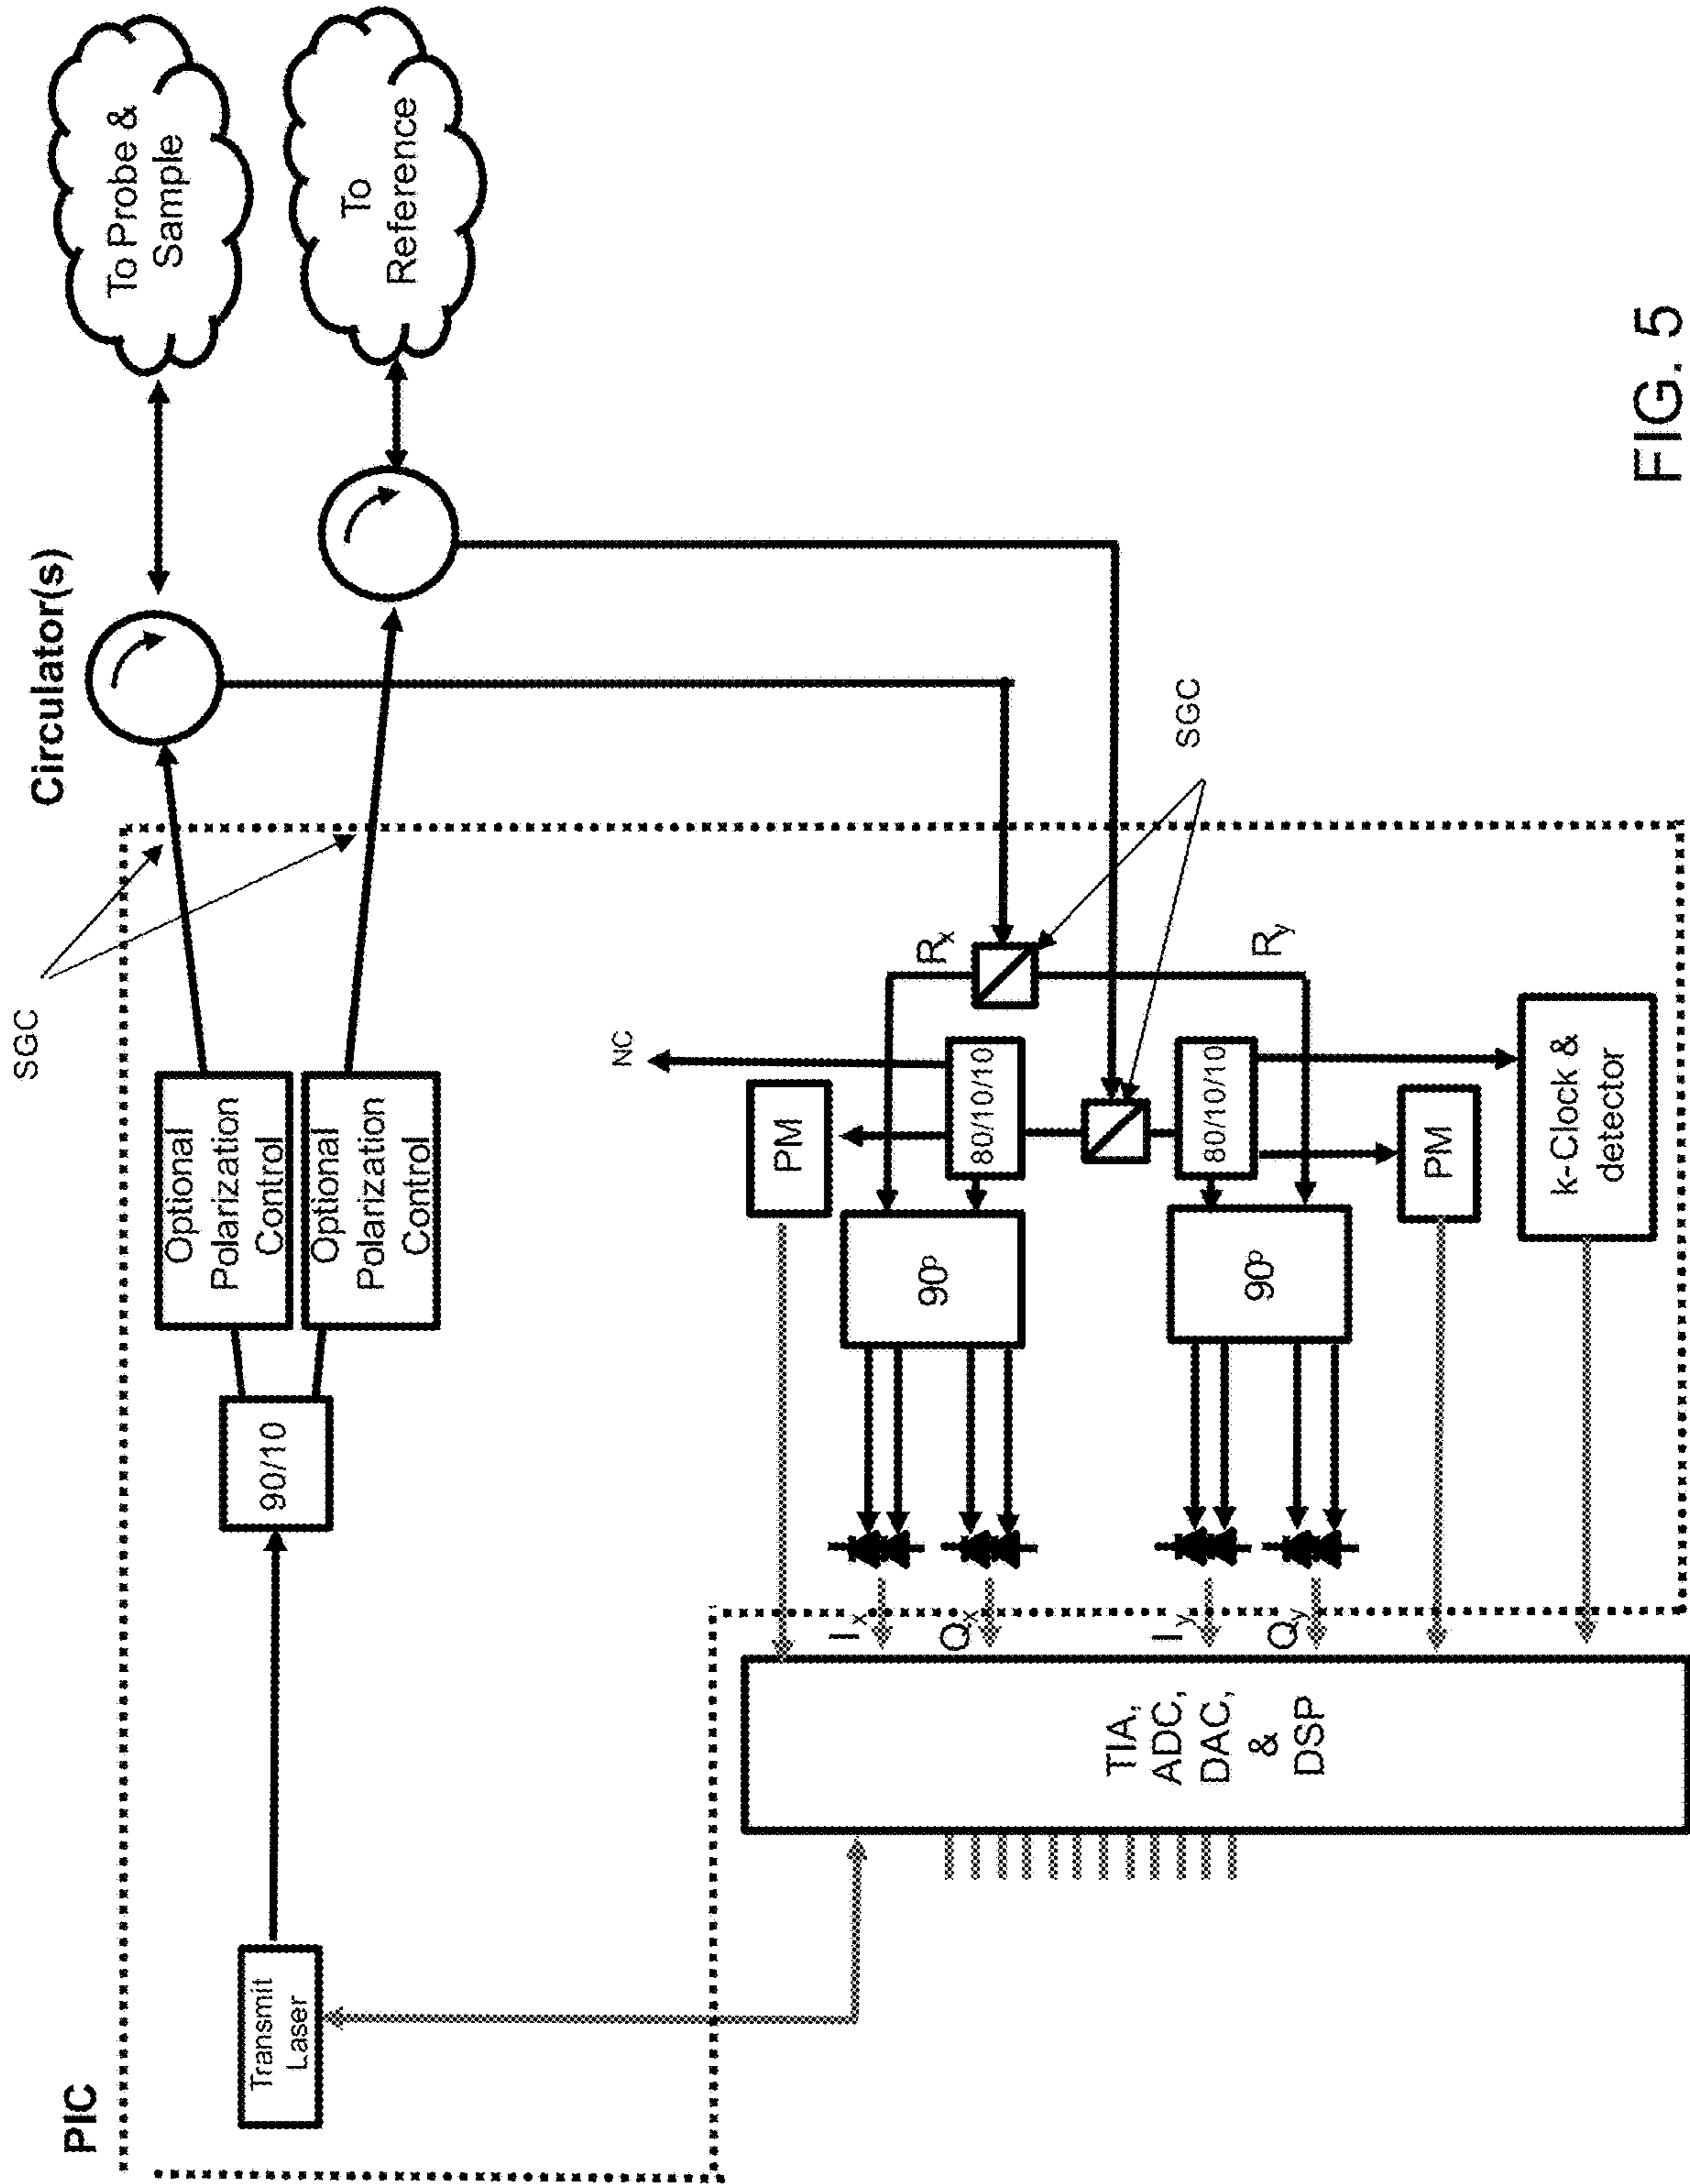 PIC
Circulator(s)
SGC
Transmit
Laser
90/10
Optional
Polarization
Control
Optional
Polarization
Control
To Probe &
Sample
To
Reference
NC
PM
Rx
80/10/10
90º
Ix
Qx
SGC
Ry
80/10/10
90º
Iy
Qy
PM
k-Clock &
detector
TIA,
ADC,
DAC,
&
DSP
FIG. 5